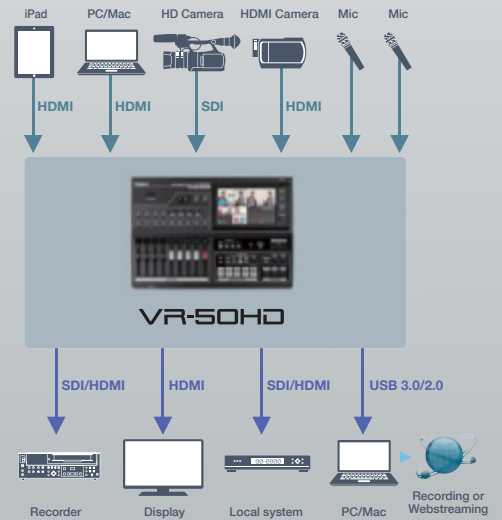 iPad PC/Mac HD Camera HDMI Camera Mic Mic
HDMI HDMI SDI HDMI
VR-50HD
SDI/HDMI HDMI SDI/HDMI USB 3.0/2.0
Recorder Display Local system PC/Mac Recording or
Webstreaming